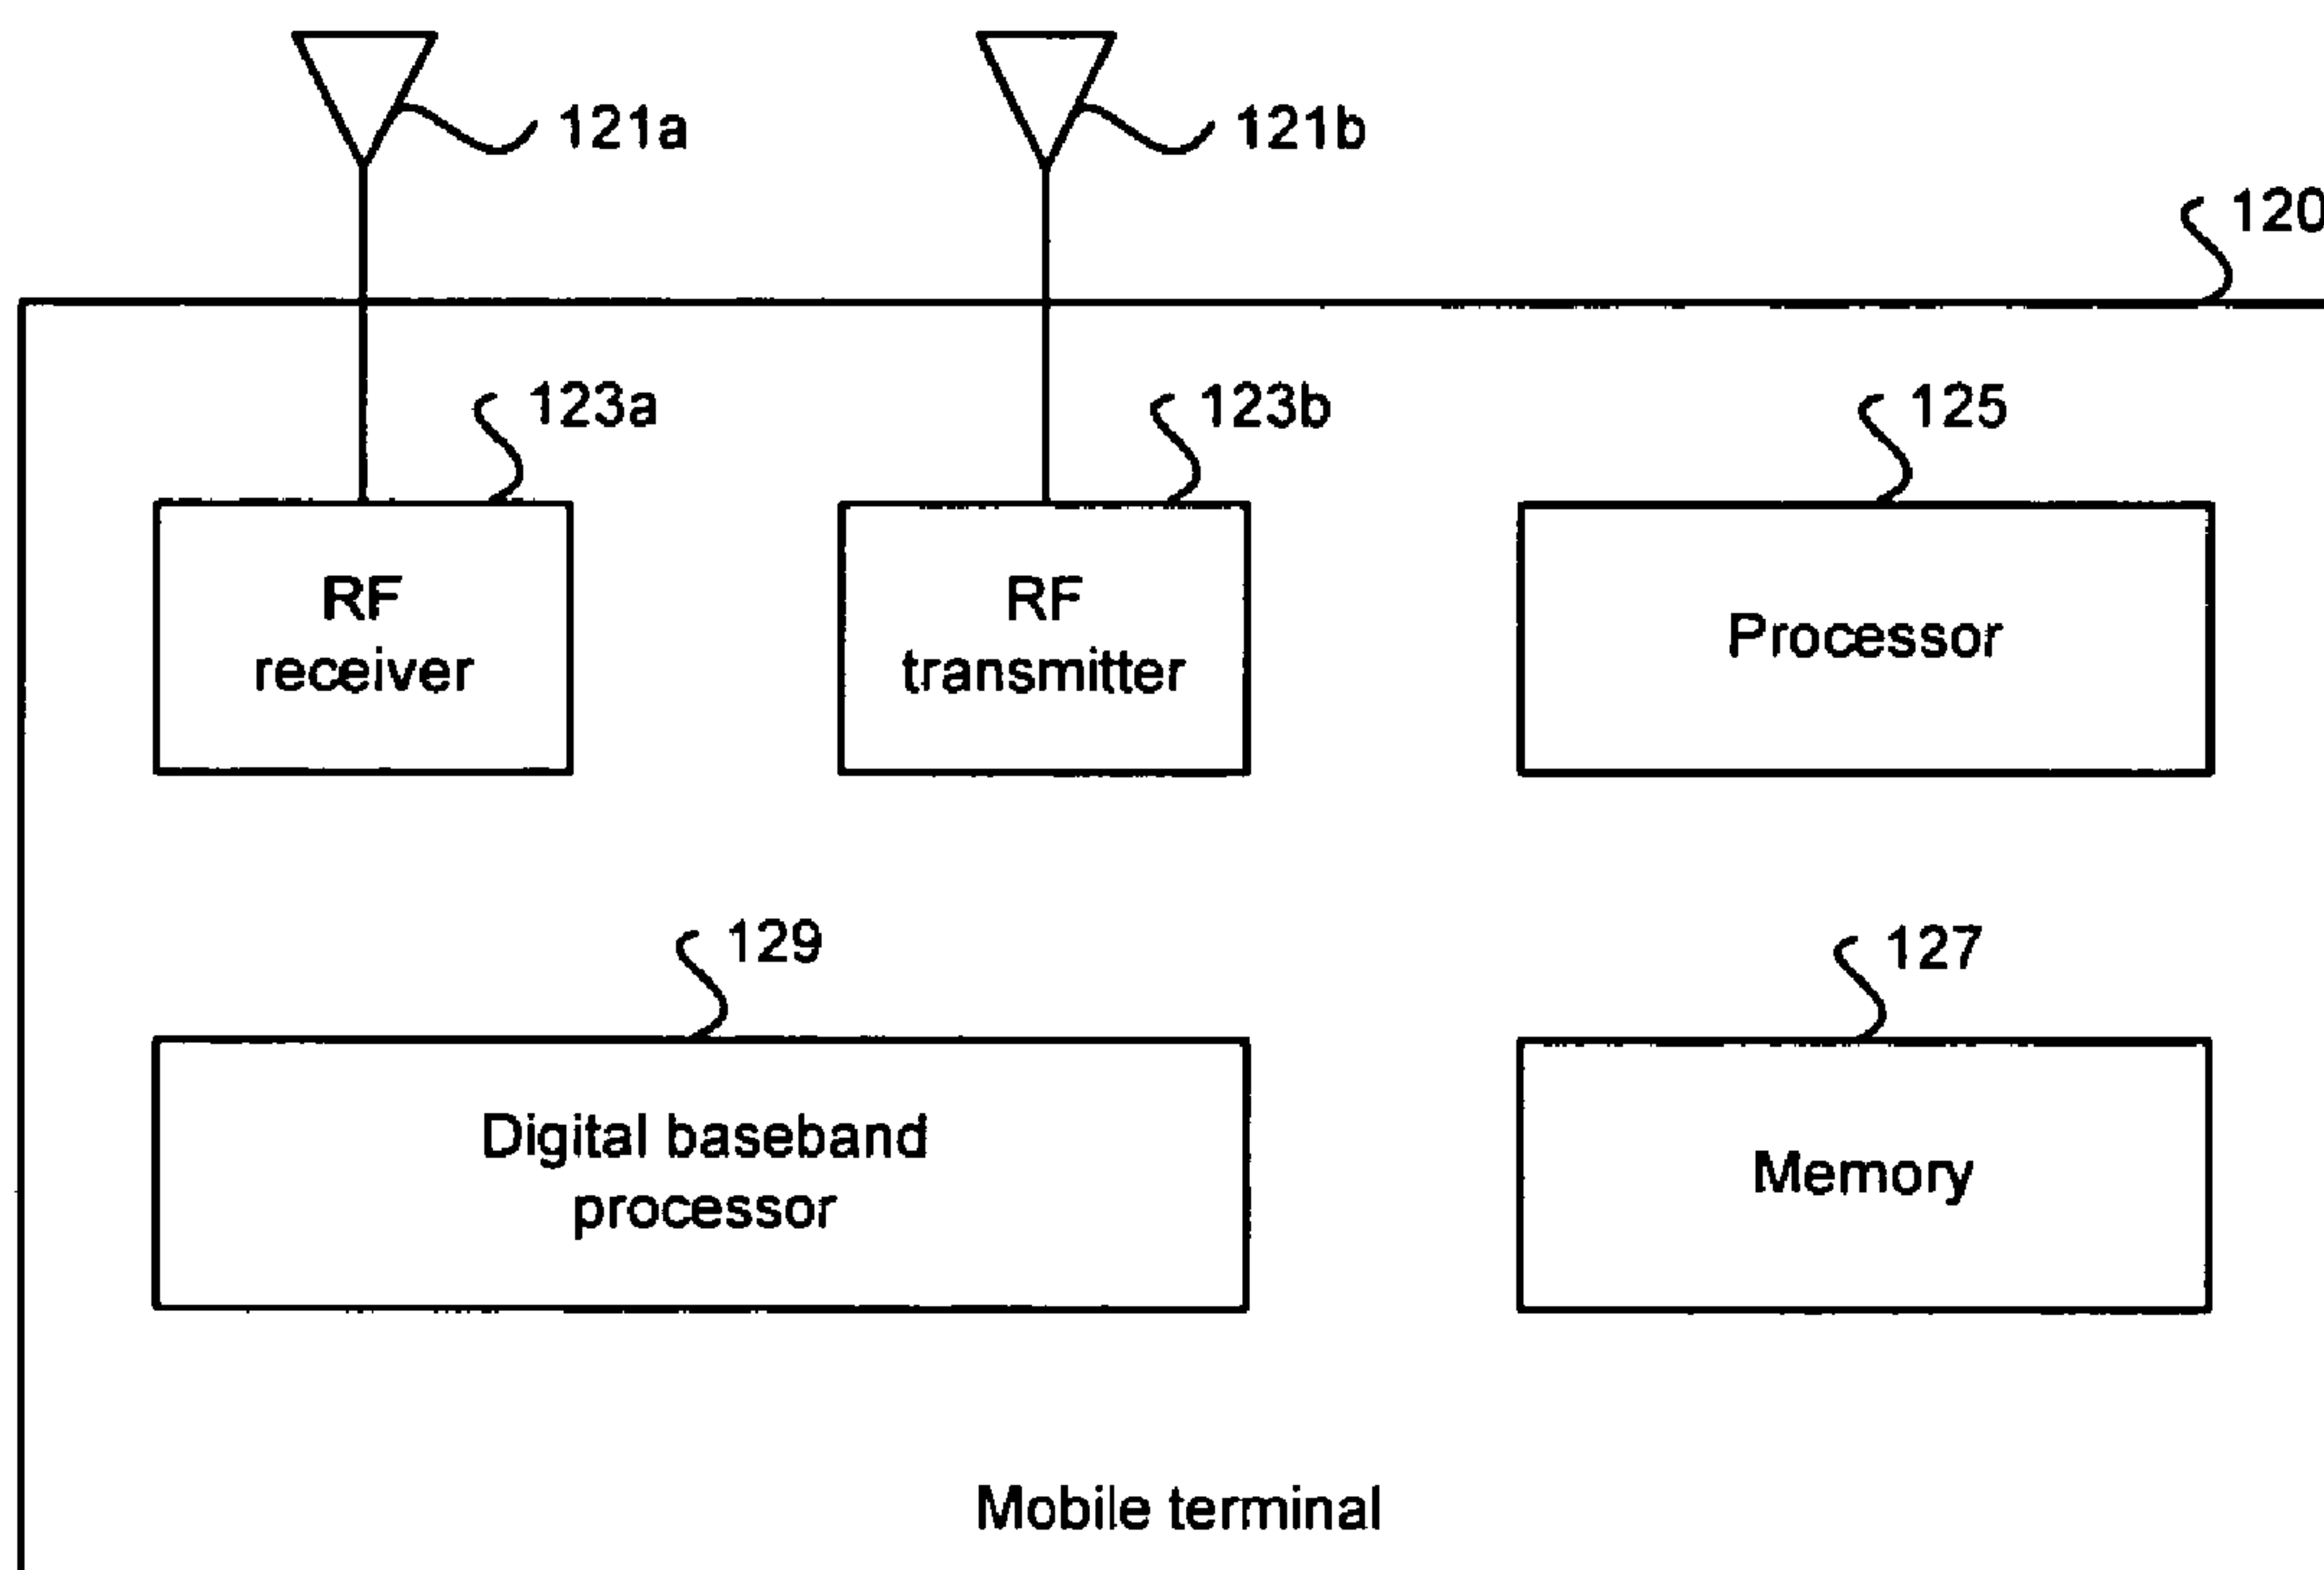 121a
121b
120
123a
123b
125
RF
receiver
RF
transmitter
Processor
129
127
Digital baseband
processor
Memory
Mobile terminal